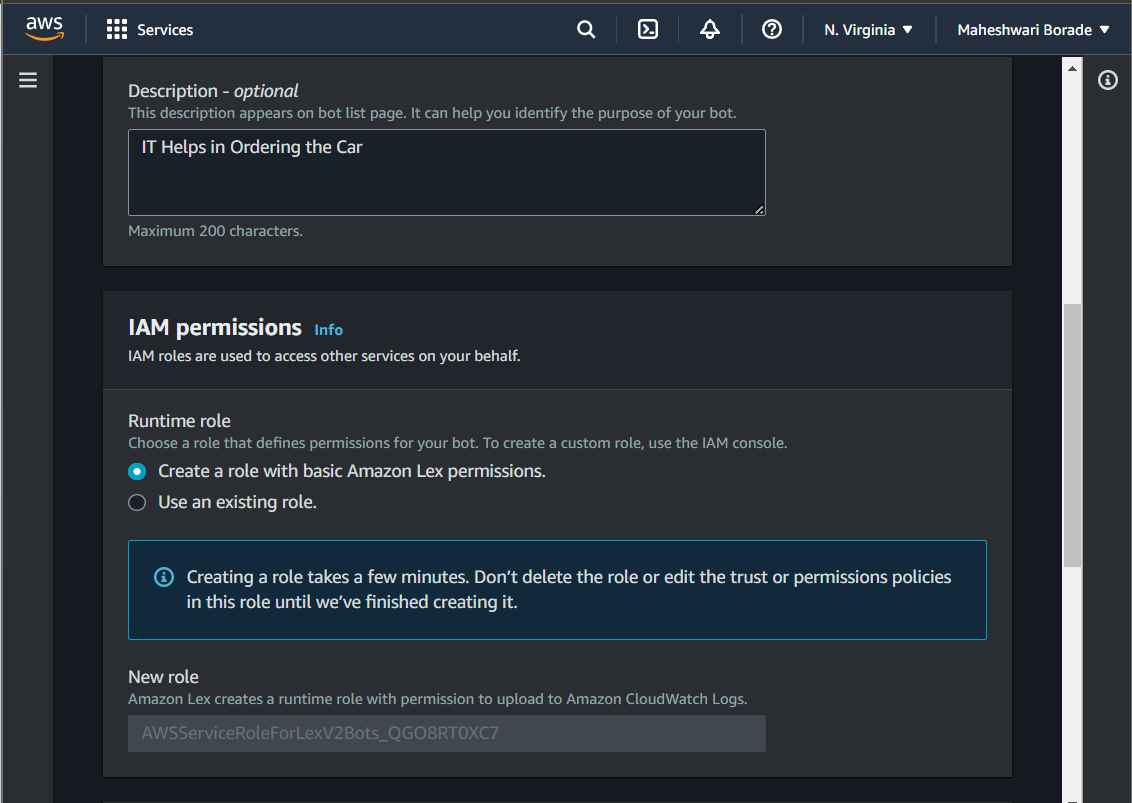 aws
Services
N. Virginia
Maheshwari Borade
Description - optional
This description appears on bot list page. It can help you identify the purpose of your bot.
IT Helps in Ordering the Car
Maximum 200 characters.
IAM permissions Info
IAM roles are used to access other services on your behalf.
Runtime role
Choose a role that defines permissions for your bot. To create a custom role, use the IAM console.
Create a role with basic Amazon Lex permissions.
Use an existing role.
Creating a role takes a few minutes. Don’t delete the role or edit the trust or permissions policies
in this role until we’ve finished creating it.
New role
Amazon Lex creates a runtime role with permission to upload to Amazon CloudWatch Logs.
AWSServiceRoleForLexV2Bots_QGO8RT0XC7